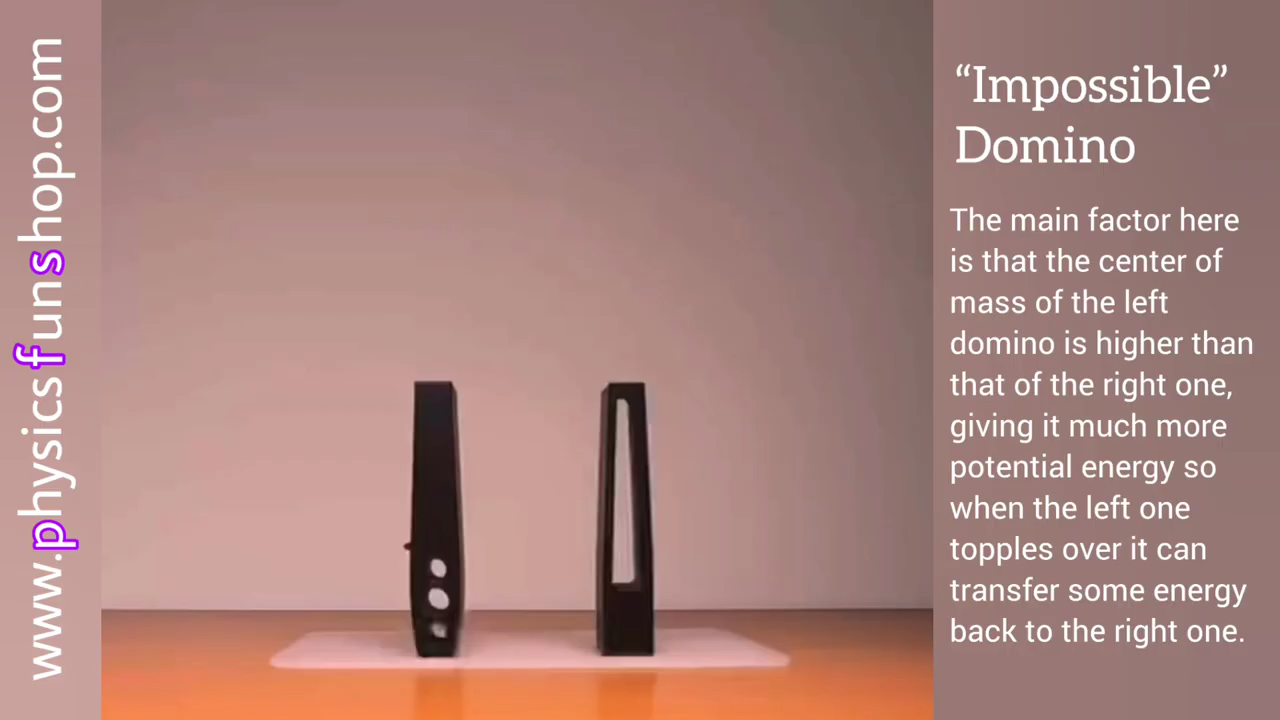 www.physicsfunshop.com
“Impossible”
Domino
The main factor here
is that the center of
mass of the left
domino is higher than
that of the right one,
giving it much more
potential energy so
when the left one
topples over it can
transfer some energy
back to the right one.